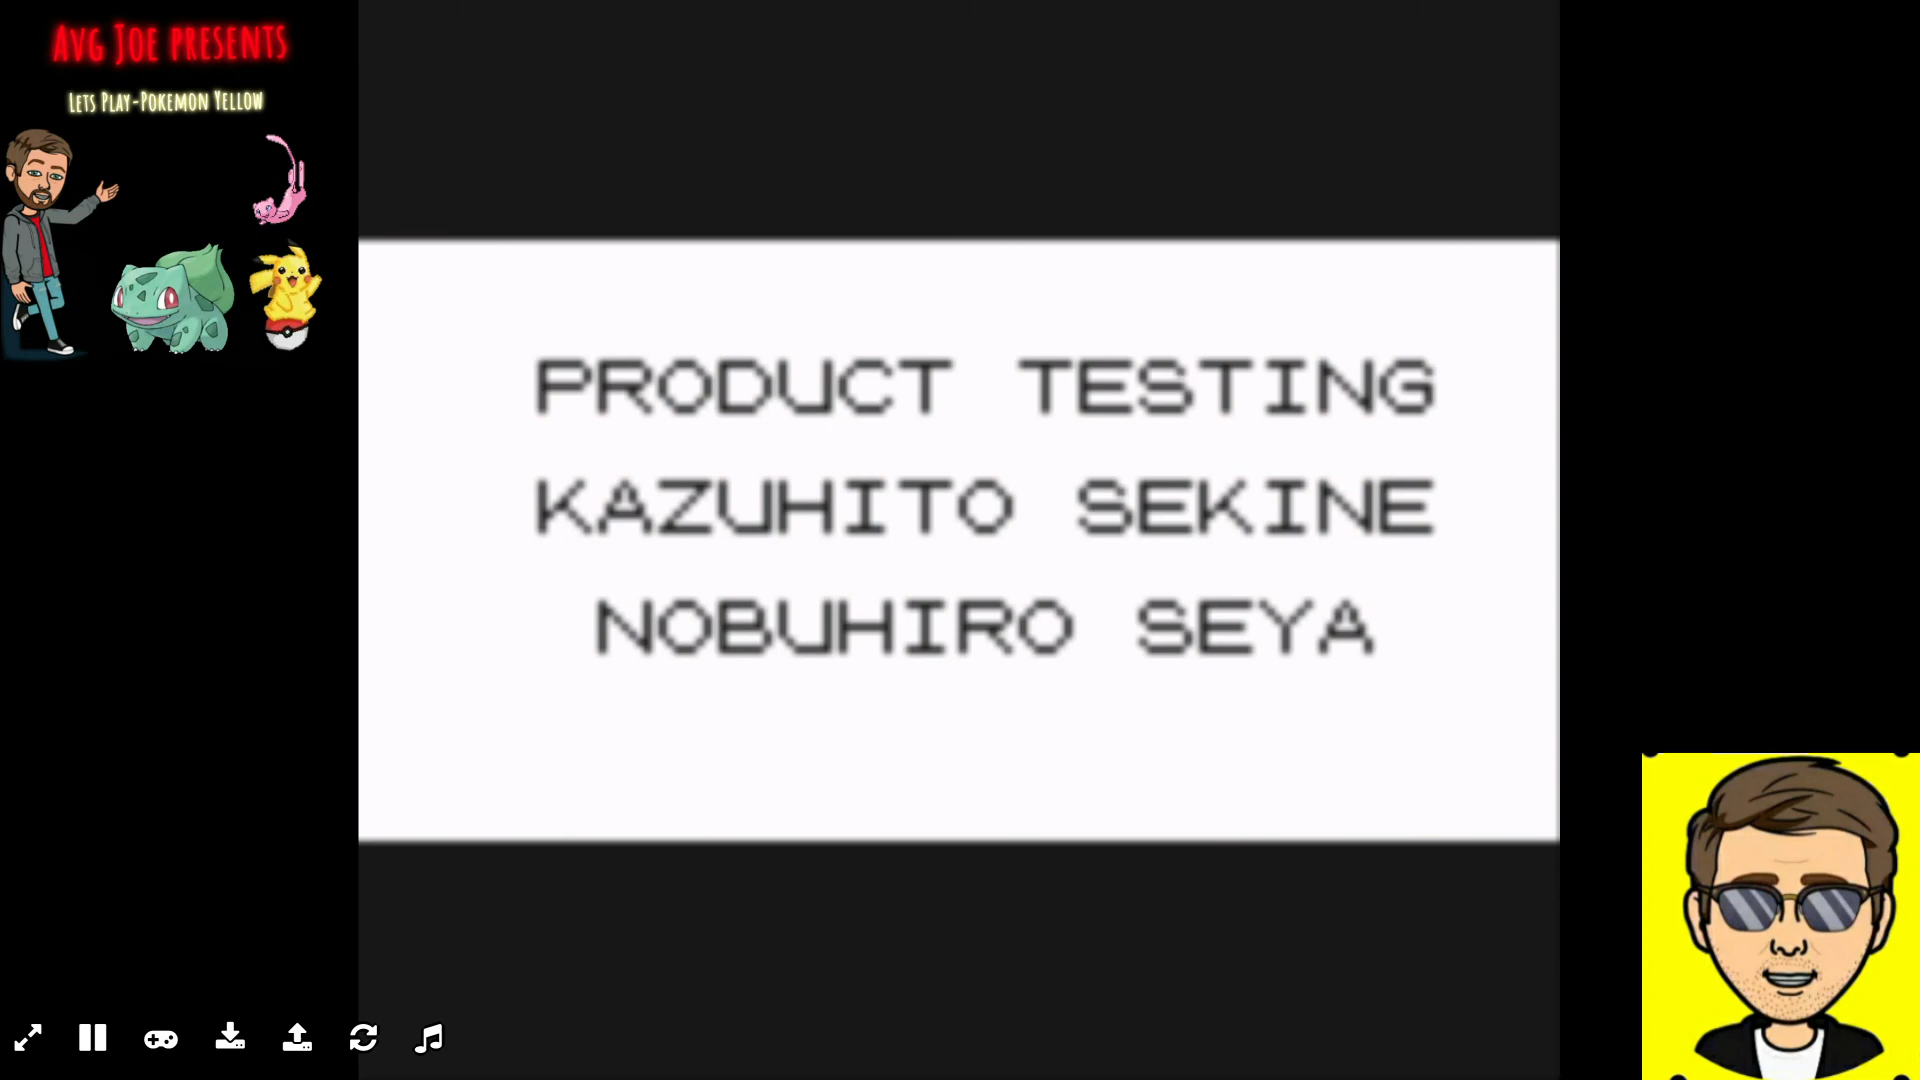 Avg Joe presents
Lets Play-Pokemon Yellow
PRODUCT TESTING
KAZUHITO SEKINE
NOBUHIRO SEYA